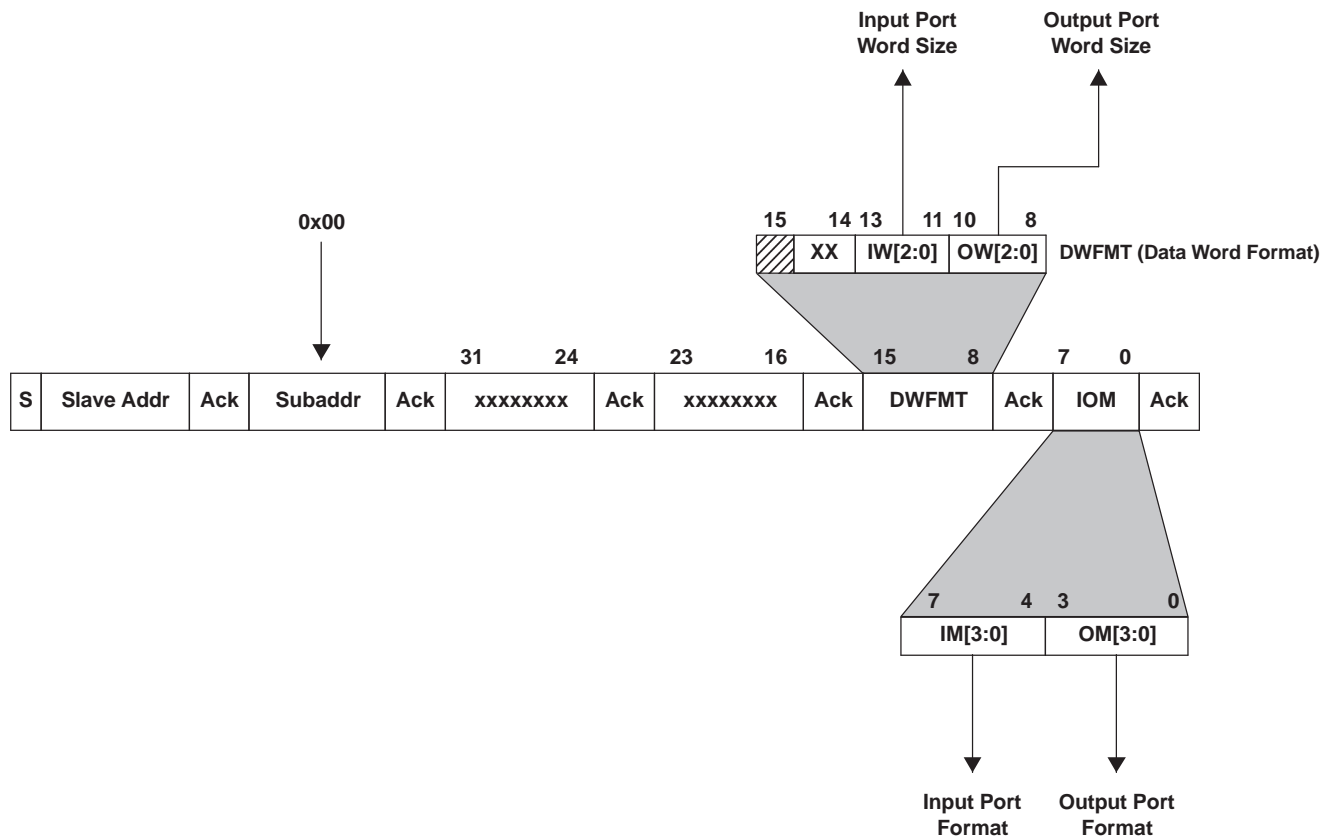 Input Port
Word Size
Output Port
Word Size
0x00
15 14 13 11 10 8
XX IW[2:0] OW[2:0] DWFMT (Data Word Format)
31 24 23 16 15 8 7 0
S Slave Addr Ack Subaddr Ack xxxxxxxx Ack xxxxxxxx Ack DWFMT Ack IOM Ack
7 4 3 0
IM[3:0] OM[3:0]
Input Port
Format
Output Port
Format